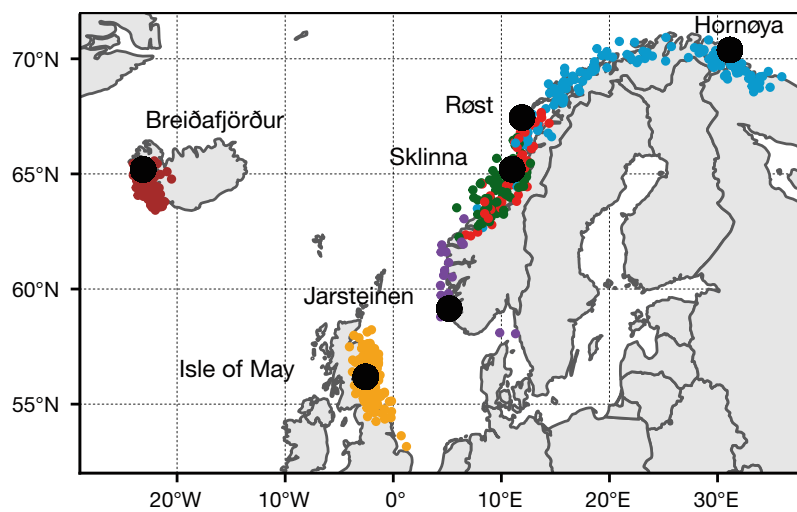 Hornøya
70°N
Røst
Breiðafjörður
Sklinna
65°N
60°N
Jarsteinen
Isle of May
55°N
20°W
10°W
0°
10°E
20°E
30°E